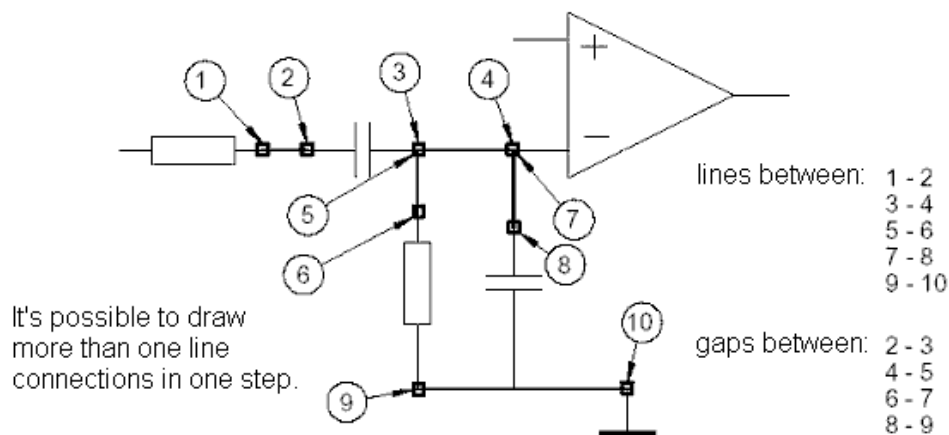 1
2
3
4
5
6
7
8
9
10
+
−
lines between:
1 - 2
3 - 4
5 - 6
7 - 8
9 - 10
It's possible to draw
more than one line
connections in one step.
gaps between:
2 - 3
4 - 5
6 - 7
8 - 9